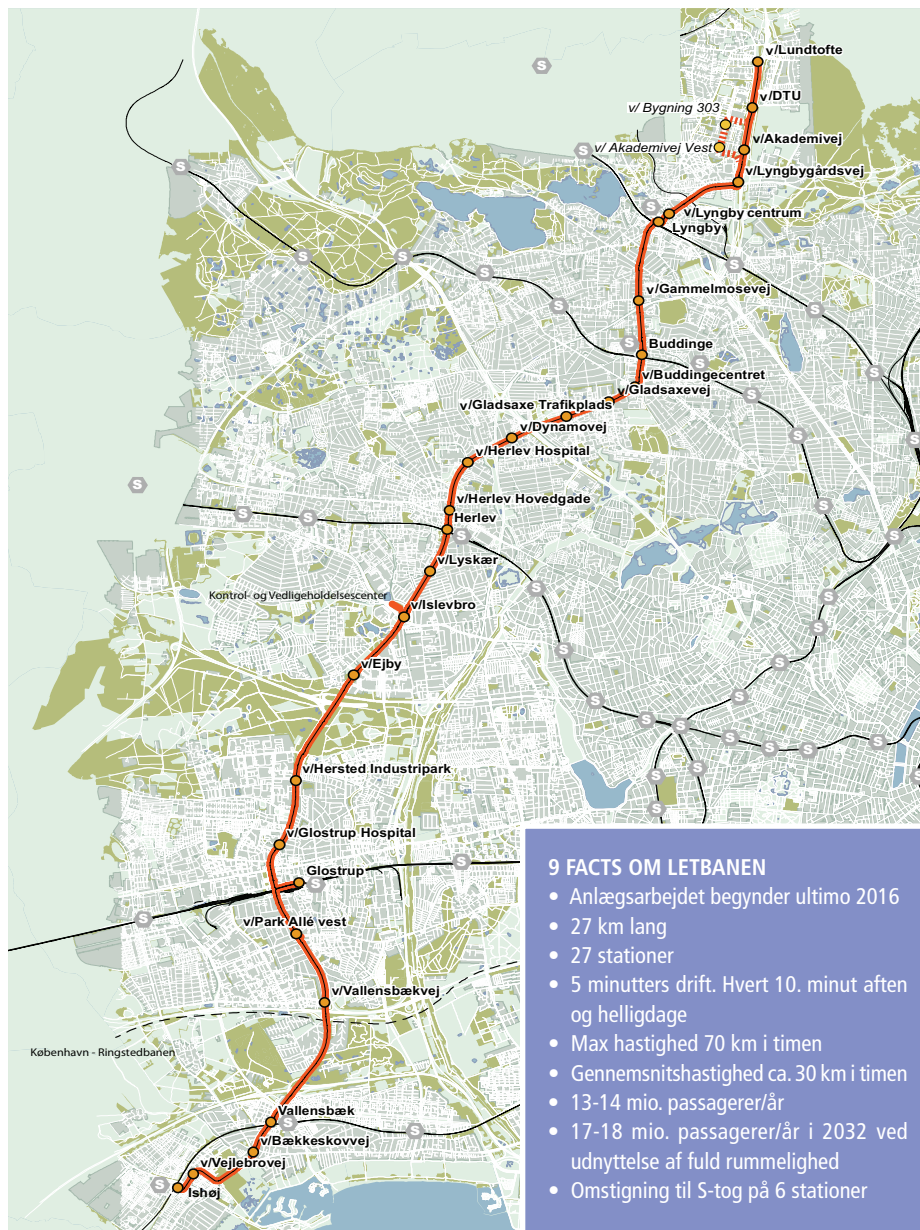 v/Lundtofte
v/DTU
v/ Bygning 303
v/Akademivej
v/ Akademivej Vest
v/Lyngbygårdsvej
v/Lyngby centrum
Lyngby
v/Gammelmosevej
Buddinge
v/Buddingecentret
v/Gladsaxevej
v/Gladsaxe Trafikplads
v/Dynamovej
v/Herlev Hospital
v/Herlev Hovedgade
Herlev
v/Lyskær
Kontrol- og Vedligeholdelsescenter
v/Islevbro
v/Ejby
v/Hersted Industripark
v/Glostrup Hospital
Glostrup
v/Park Allé vest
v/Vallensbækvej
København - Ringstedbanen
Vallensbæk
v/Bækkeskovvej
v/Vejlebrovej
Ishøj
9 FACTS OM LETBANEN
• Anlægsarbejdet begynder ultimo 2016
• 27 km lang
• 27 stationer
• 5 minutters drift. Hvert 10. minut aften
og helligdage
• Max hastighed 70 km i timen
• Gennemsnitshastighed ca. 30 km i timen
• 13-14 mio. passagerer/år
• 17-18 mio. passagerer/år i 2032 ved
udnyttelse af fuld rummelighed
• Omstigning til S-tog på 6 stationer